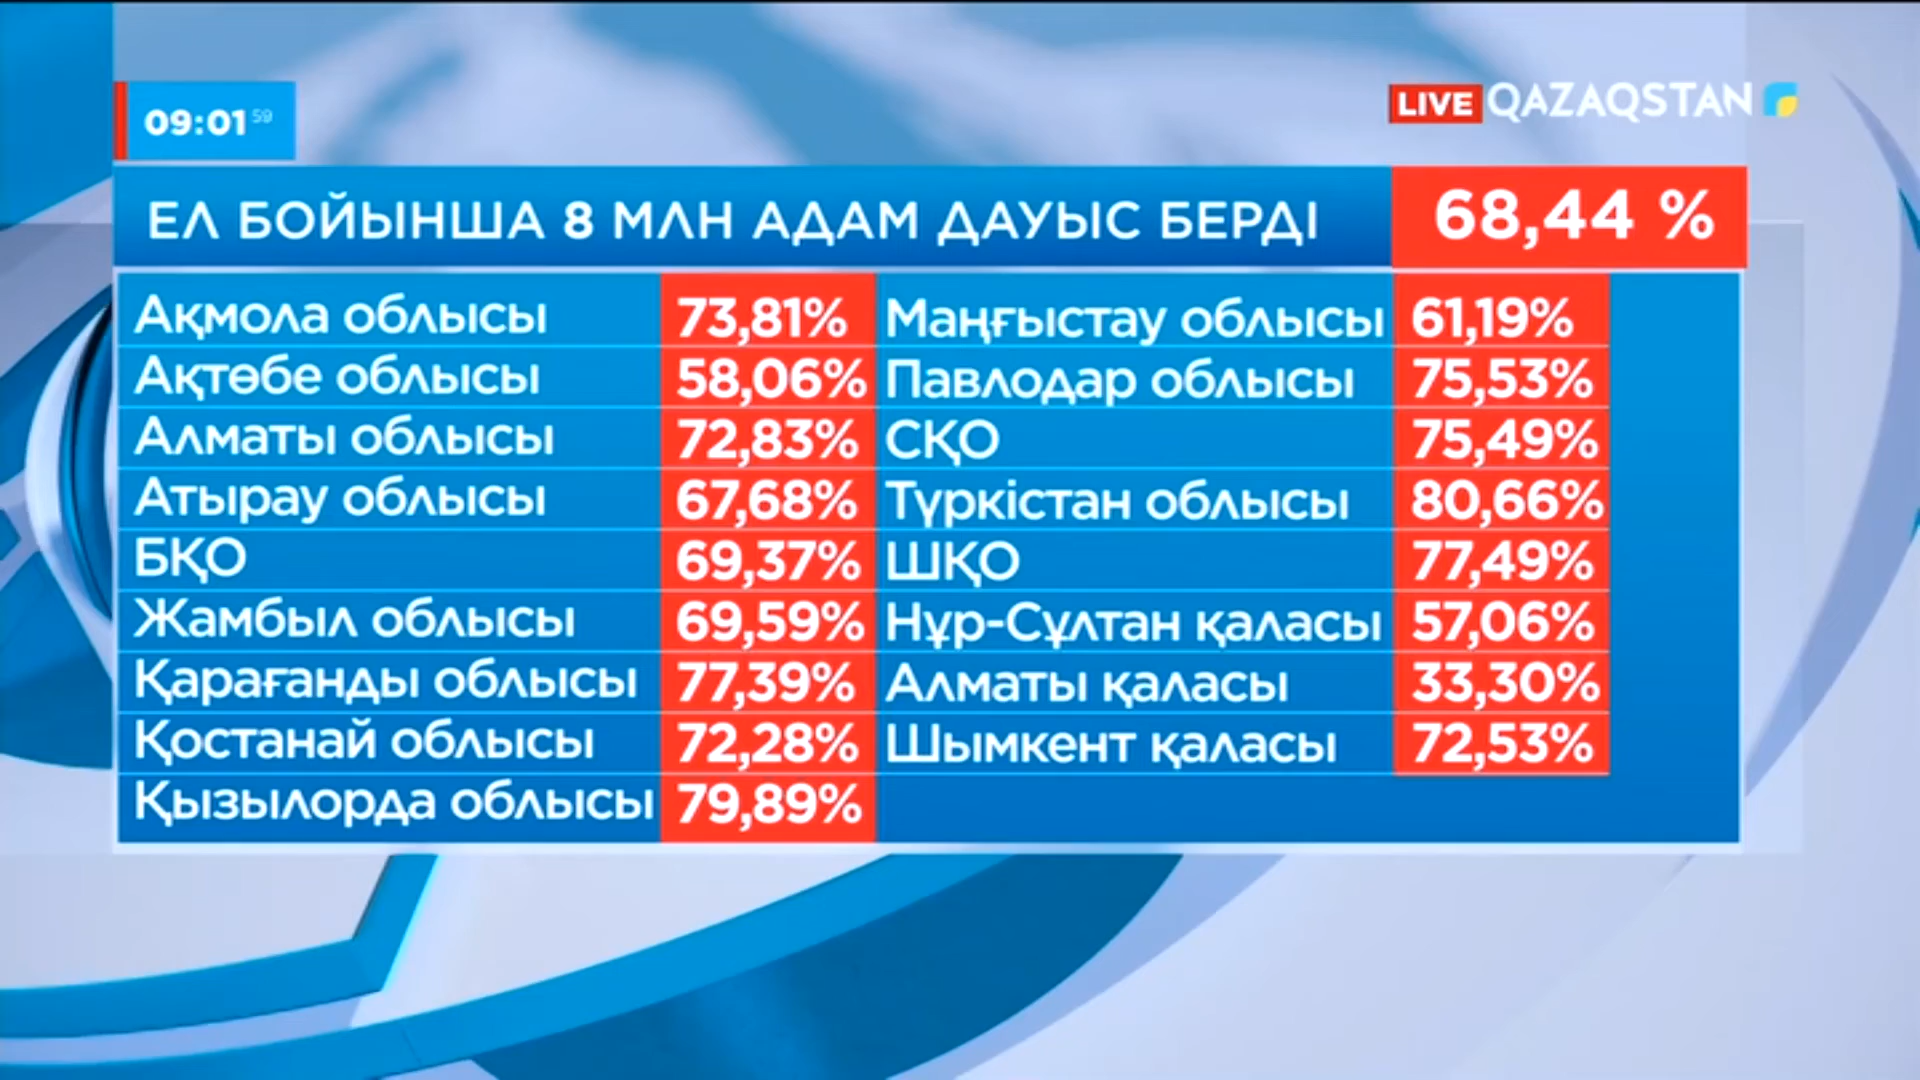 09:01 59
LIVE QAZAQSTAN
ЕЛ БОЙЫНША 8 МЛН АДАМ ДАУЫС БЕРДІ 68,44 %
Ақмола облысы 73,81%
Ақтөбе облысы 58,06%
Алматы облысы 72,83%
Атырау облысы 67,68%
БҚО 69,37%
Жамбыл облысы 69,59%
Қарағанды облысы 77,39%
Қостанай облысы 72,28%
Қызылорда облысы 79,89%
Маңғыстау облысы 61,19%
Павлодар облысы 75,53%
СҚО 75,49%
Түркістан облысы 80,66%
ШҚО 77,49%
Нұр-Сұлтан қаласы 57,06%
Алматы қаласы 33,30%
Шымкент қаласы 72,53%